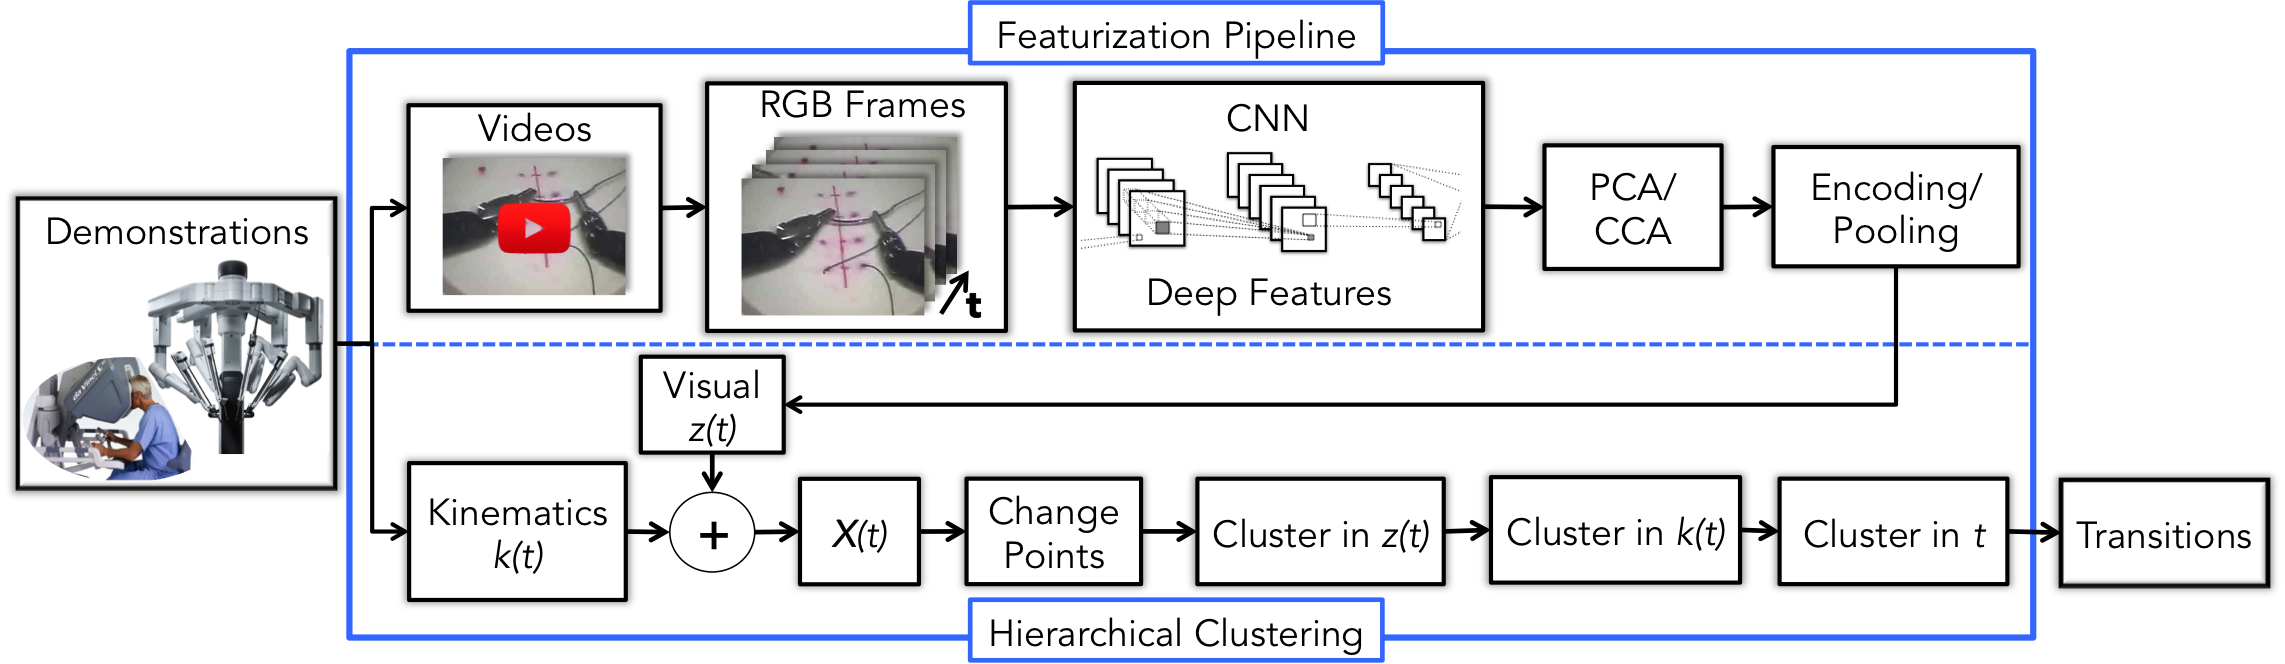 Featurization Pipeline
Demonstrations
daVinci
Videos
RGB Frames
t
CNN
Deep Features
PCA/
CCA
Encoding/
Pooling
Visual
z(t)
Kinematics
k(t)
+
X(t)
Change
Points
Cluster in z(t)
Cluster in k(t)
Cluster in t
Transitions
Hierarchical Clustering